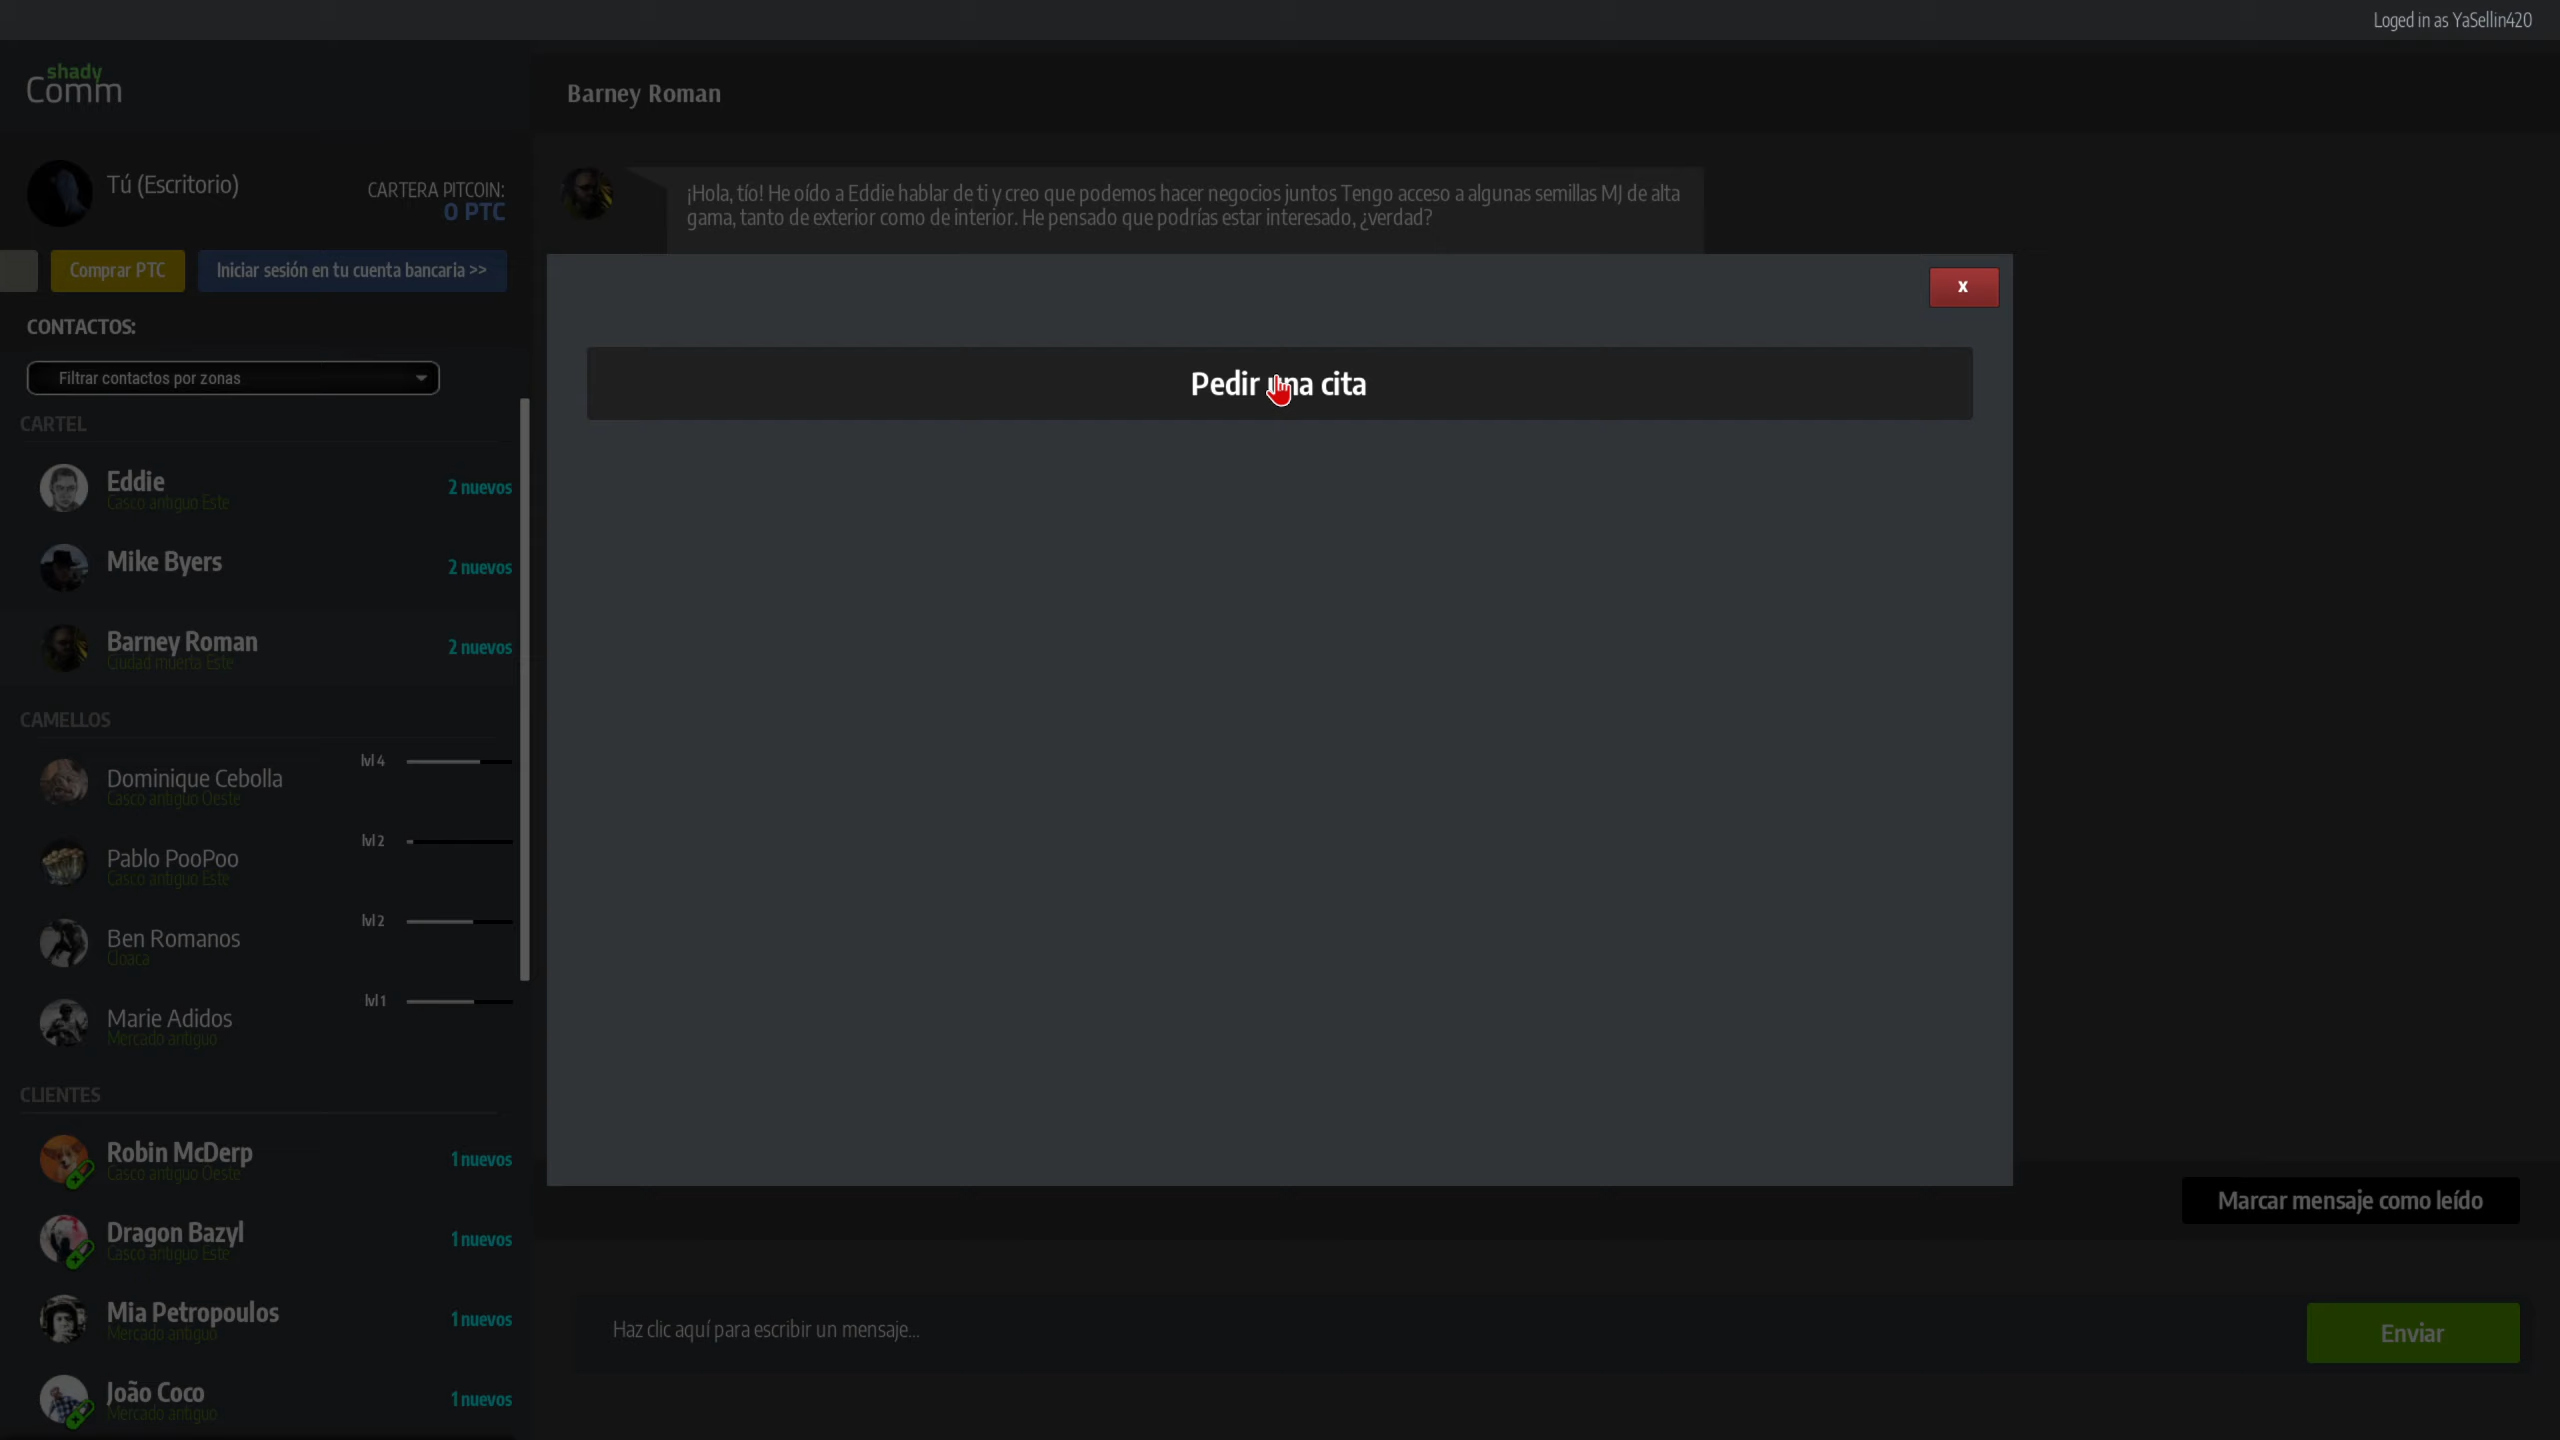 Loged in as YaSellin420
shady
Comm
Barney Roman
Tú (Escritorio)
CARTERA PITCOIN:
0 PTC
Comprar PTC
Iniciar sesión en tu cuenta bancaria >>
¡Hola, tío! He oído a Eddie hablar de ti y creo que podemos hacer negocios juntos Tengo acceso a algunas semillas MJ de alta
gama, tanto de exterior como de interior. He pensado que podrías estar interesado, ¿verdad?
x
Pedir una cita
CONTACTOS:
Filtrar contactos por zonas
CARTEL
Eddie
Casco antiguo Este
2 nuevos
Mike Byers
2 nuevos
Barney Roman
Ciudad muerta Este
2 nuevos
CAMELLOS
Dominique Cebolla
Casco antiguo Oeste
lvl 4
Pablo PooPoo
Casco antiguo Este
lvl 2
Ben Romanos
Cloaca
lvl 2
Marie Adidos
Mercado antiguo
lvl 1
CLIENTES
Robin McDerp
Casco antiguo Oeste
1 nuevos
Dragon Bazyl
Casco antiguo Este
1 nuevos
Mia Petropoulos
Mercado antiguo
1 nuevos
João Coco
Mercado antiguo
1 nuevos
Marcar mensaje como leído
Haz clic aquí para escribir un mensaje...
Enviar